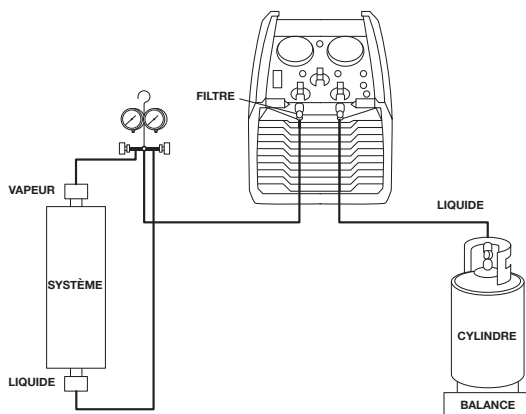 FILTRE
VAPEUR
LIQUIDE
SYSTÈME
CYLINDRE
LIQUIDE
BALANCE